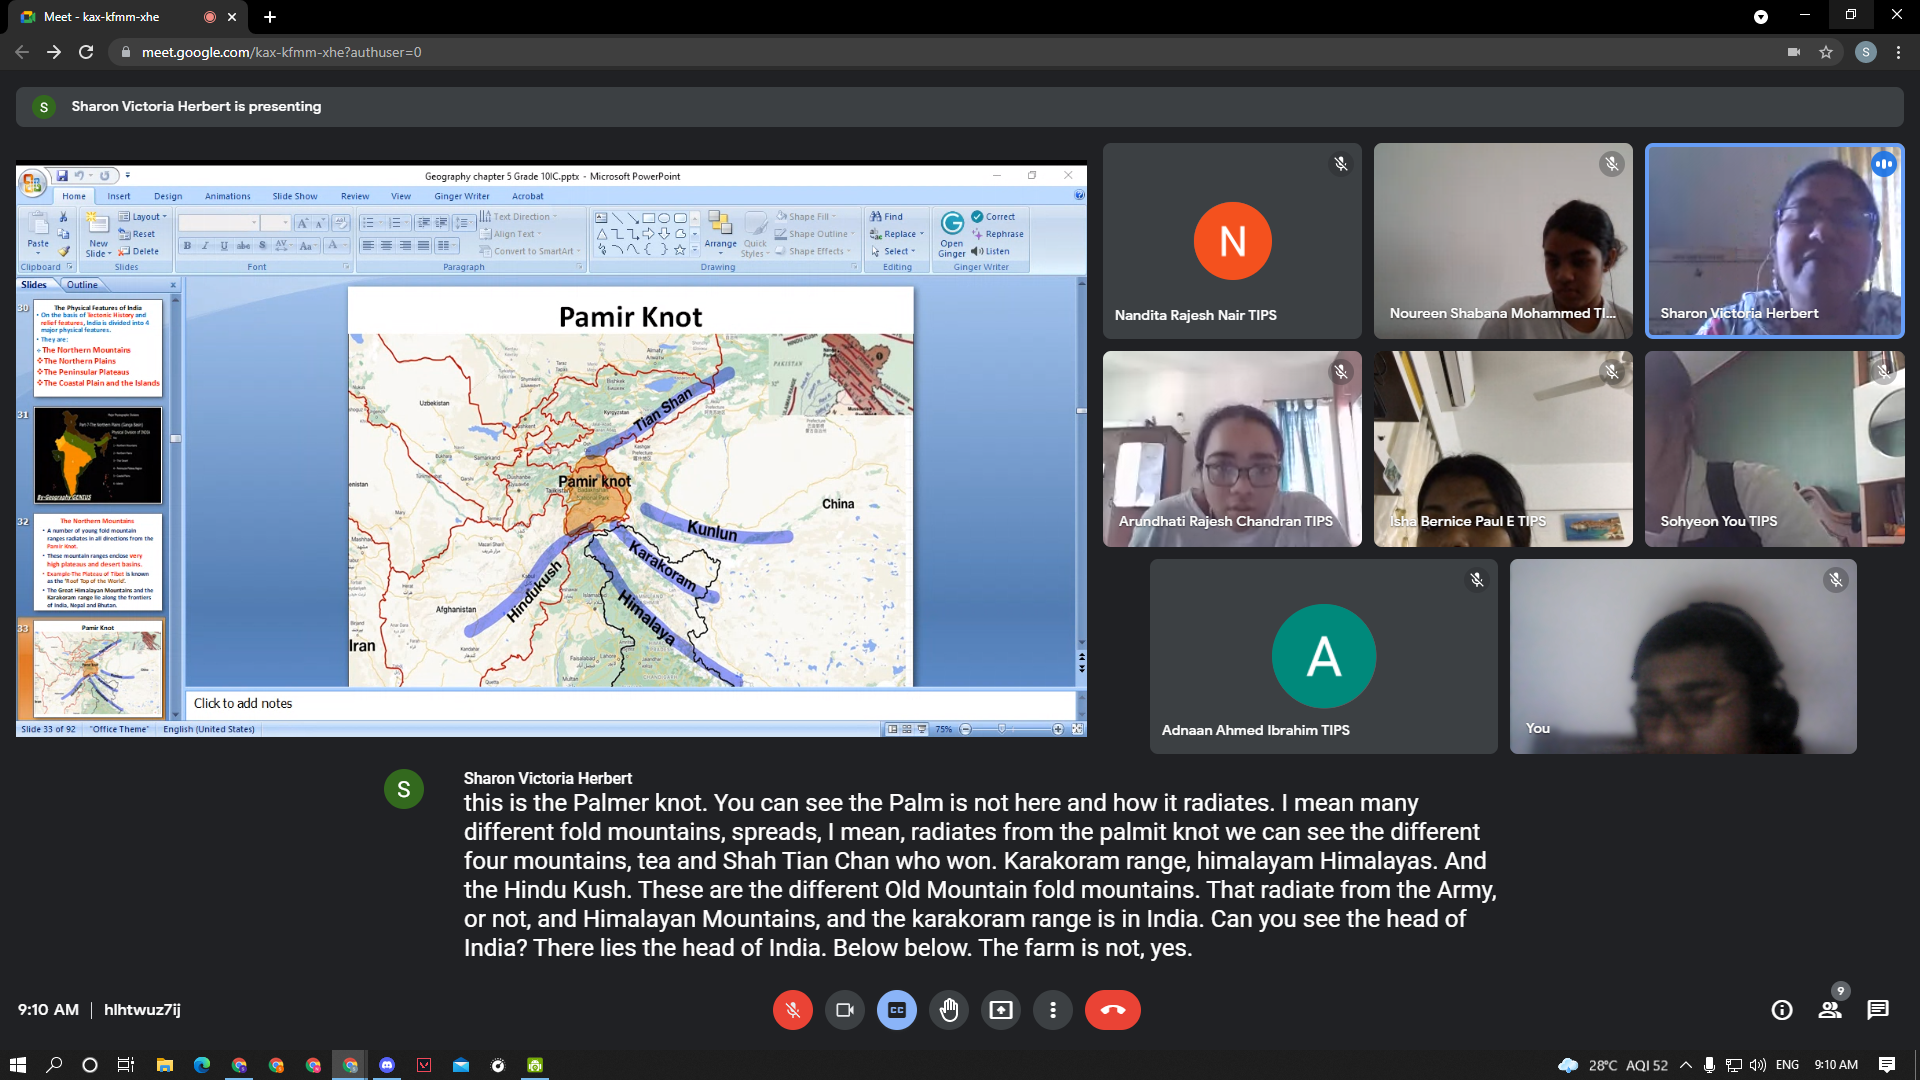 Meet - kax-kfmm-xhe
meet.google.com/kax-kfmm-xhe?authuser=0
S
S
Sharon Victoria Herbert is presenting
Geography chapter 5 Grade 10IC.pptx - Microsoft PowerPoint
Home Insert Design Animations Slide Show Review View Ginger Writer Acrobat
Paste
New Slide
Layout
Reset
Delete
Text Direction
Align Text
Convert to SmartArt
Arrange
Quick Styles
Shape Fill
Shape Outline
Shape Effects
Find
Replace
Select
Open Ginger
Correct
Rephrase
Listen
Clipboard Slides Font Paragraph Drawing Editing Ginger Writer
Slides Outline
30
The Physical Features of India
On the basis of Tectonic History and
relief features, India is divided into 4
major physical features.
They are:
The Northern Mountains
The Northern Plains
The Peninsular Plateaus
The Coastal Plain and the Islands
31
By-Geography GENIUS
32
The Northern Mountains
A number of young fold mountain
ranges radiates in all directions from the
Pamir Knot.
These mountain ranges enclose very
high plateaus and desert basins.
Example-The Plateau of Tibet is known
as the 'Roof Top of the World'.
The Great Himalayan Mountains and the
Karakoram range lie along the frontiers
of India, Nepal and Bhutan.
33
Pamir Knot
Pamir Knot
Uzbekistan
Kyrgyzstan
Tian Shan
PAKISTAN
Pamir knot
China
Kunlun
Karakoram
Hindukush
Himalaya
Afghanistan
Iran
Click to add notes
Slide 33 of 92 "Office Theme" English (United States) 75%
N
Nandita Rajesh Nair TIPS
Noureen Shabana Mohammed TI...
Sharon Victoria Herbert
Arundhati Rajesh Chandran TIPS
Isha Bernice Paul E TIPS
Sohyeon You TIPS
A
Adnaan Ahmed Ibrahim TIPS
You
S
Sharon Victoria Herbert
this is the Palmer knot. You can see the Palm is not here and how it radiates. I mean many
different fold mountains, spreads, I mean, radiates from the palmit knot we can see the different
four mountains, tea and Shah Tian Chan who won. Karakoram range, himalayam Himalayas. And
the Hindu Kush. These are the different Old Mountain fold mountains. That radiate from the Army,
or not, and Himalayan Mountains, and the karakoram range is in India. Can you see the head of
India? There lies the head of India. Below below. The farm is not, yes.
9:10 AM | hlhtwuz7ij
CC
9
28°C AQI 52 ENG 9:10 AM